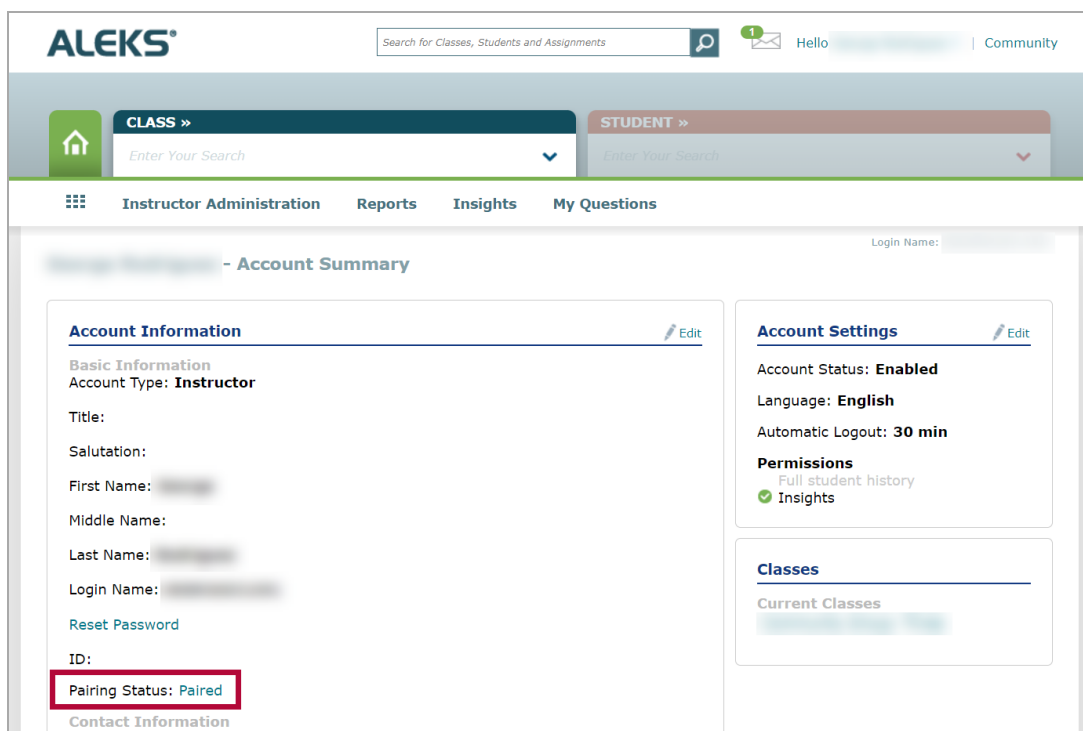 ALEKS®
Search for Classes, Students and Assignments
1
Hello
| Community
CLASS »
Enter Your Search
STUDENT »
Enter Your Search
Instructor Administration Reports Insights My Questions
Login Name:
- Account Summary
Account Information
Edit
Basic Information
Account Type: Instructor
Title:
Salutation:
First Name:
Middle Name:
Last Name:
Login Name:
Reset Password
ID:
Pairing Status: Paired
Contact Information
Account Settings
Edit
Account Status: Enabled
Language: English
Automatic Logout: 30 min
Permissions
Full student history
Insights
Classes
Current Classes